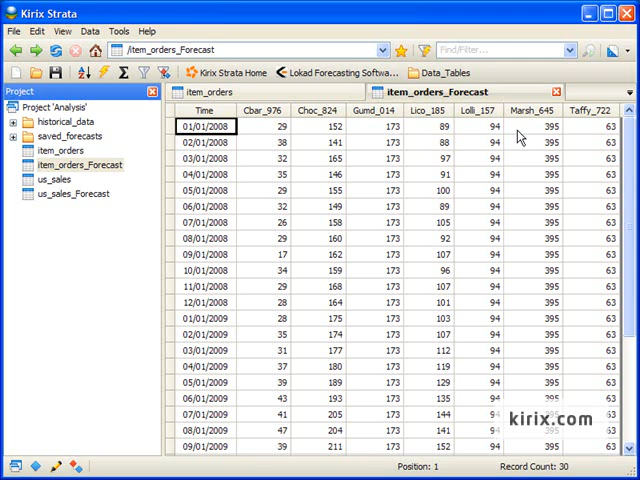 Kirix Strata
File Edit View Data Tools Help
/item_orders_Forecast Find/Filter...
Kirix Strata Home Lokad Forecasting Softwa... Data_Tables
Project
Project 'Analysis'
historical_data
saved_forecasts
item_orders
item_orders_Forecast
us_sales
us_sales_Forecast
item_orders item_orders_Forecast
Time Cbar_976 Choc_824 Gumd_014 Lico_185 Lolli_157 Marsh_645 Taffy_722
01/01/2008 29 152 173 89 94 395 63
02/01/2008 38 141 173 88 94 395 63
03/01/2008 32 165 173 97 94 395 63
04/01/2008 35 146 173 91 94 395 63
05/01/2008 29 155 173 100 94 395 63
06/01/2008 32 149 173 89 94 395 63
07/01/2008 26 158 173 105 94 395 63
08/01/2008 29 160 173 92 94 395 63
09/01/2008 17 162 173 107 94 395 63
10/01/2008 34 159 173 96 94 395 63
11/01/2008 29 168 173 107 94 395 63
12/01/2008 28 164 173 101 94 395 63
01/01/2009 28 175 173 103 94 395 63
02/01/2009 35 174 173 107 94 395 63
03/01/2009 31 177 173 112 94 395 63
04/01/2009 37 180 173 119 94 395 63
05/01/2009 39 189 173 129 94 395 63
06/01/2009 43 193 173 135 94 395 63
07/01/2009 41 205 173 144 94
08/01/2009 47 204 173 141 94
09/01/2009 39 211 173 152 94 395 63
kirix.com
Position: 1 Record Count: 30